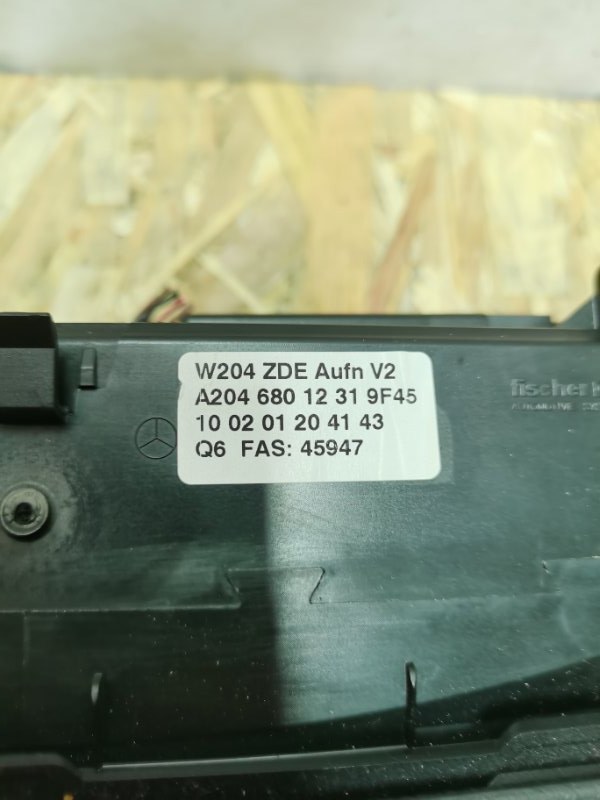 W204 ZDE Aufn V2
A204 680 12 31 9F45
10 02 01 20 41 43
Q6 FAS: 45947
fischer